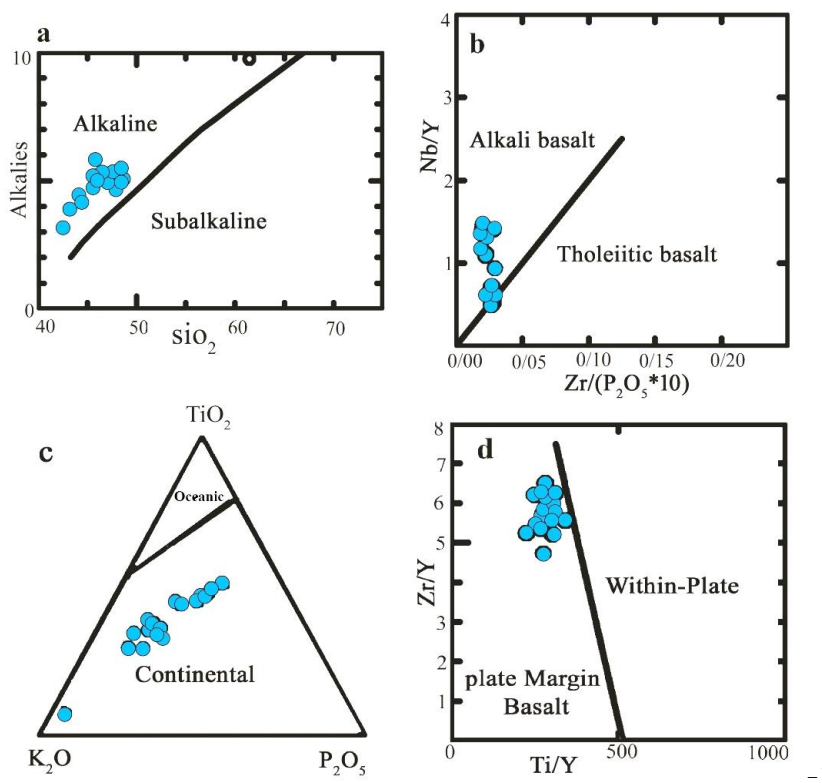 a
10
Alkaline
Alkalies
Subalkaline
0
40
50
60
70
sio₂
b
4
3
2
1
Nb/Y
Alkali basalt
Tholeiitic basalt
0/00
0/05
0/10
0/15
0/20
Zr/(P₂O₅*10)
c
TiO₂
Oceanic
Continental
K₂O
P₂O₅
d
8
7
6
5
3
2
1
Zr/Y
Within-Plate
plate Margin
Basalt
0
500
1000
Ti/Y